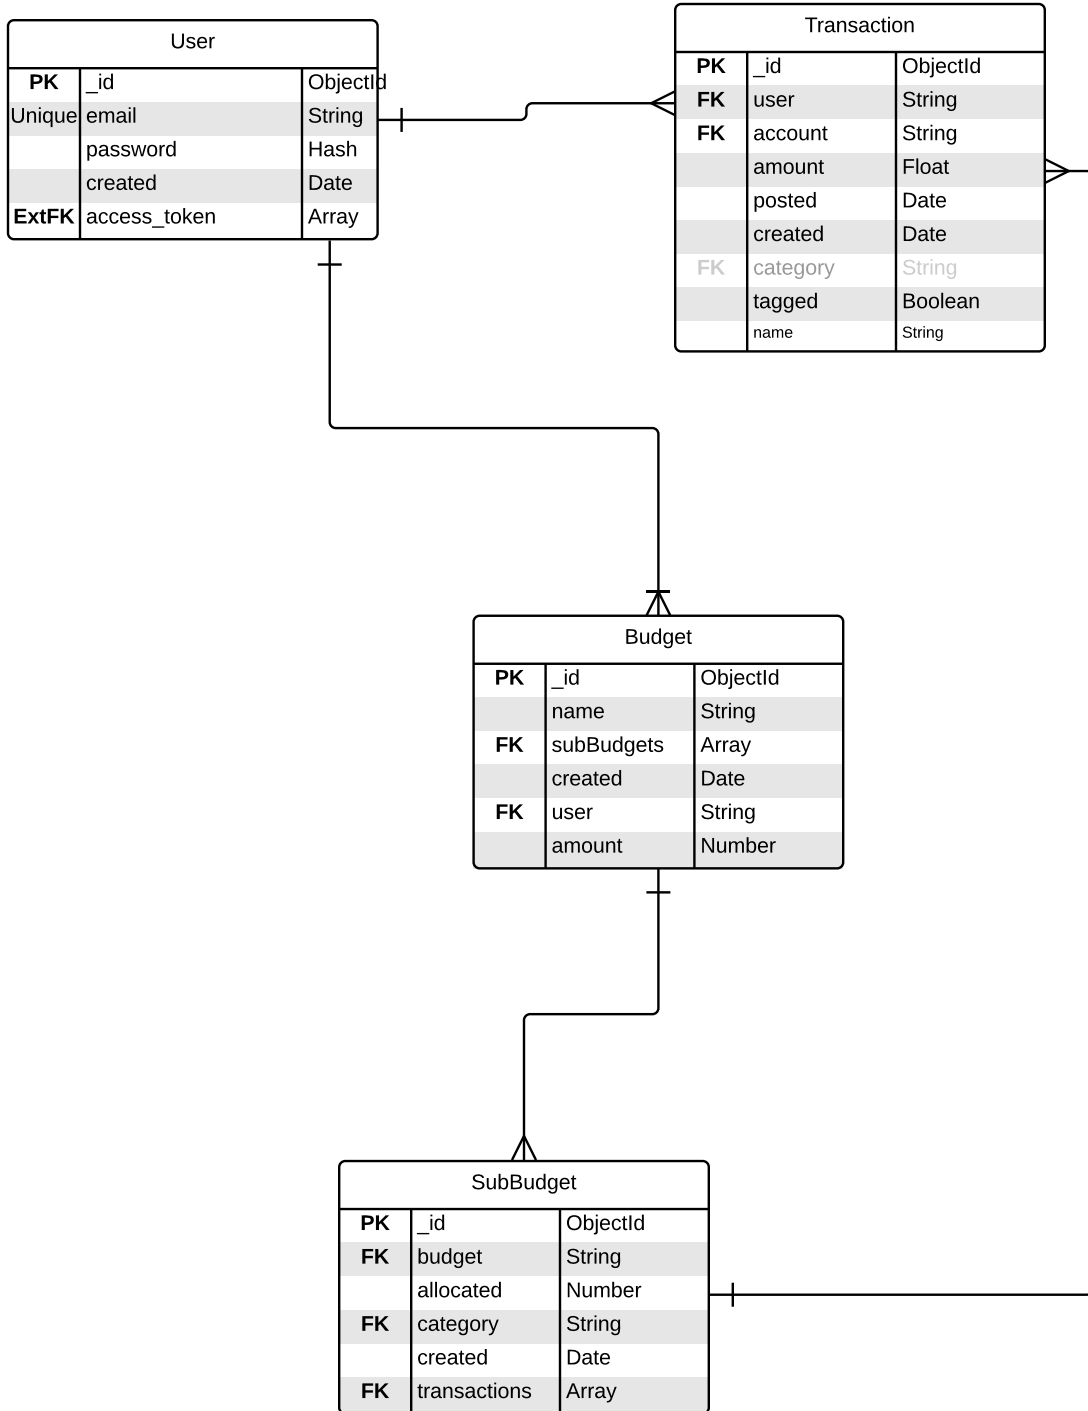 User
PK _id ObjectId
Unique email String
password Hash
created Date
ExtFK access_token Array
Transaction
PK _id ObjectId
FK user String
FK account String
amount Float
posted Date
created Date
FK category String
tagged Boolean
name String
Budget
PK _id ObjectId
name String
FK subBudgets Array
created Date
FK user String
amount Number
SubBudget
PK _id ObjectId
FK budget String
allocated Number
FK category String
created Date
FK transactions Array